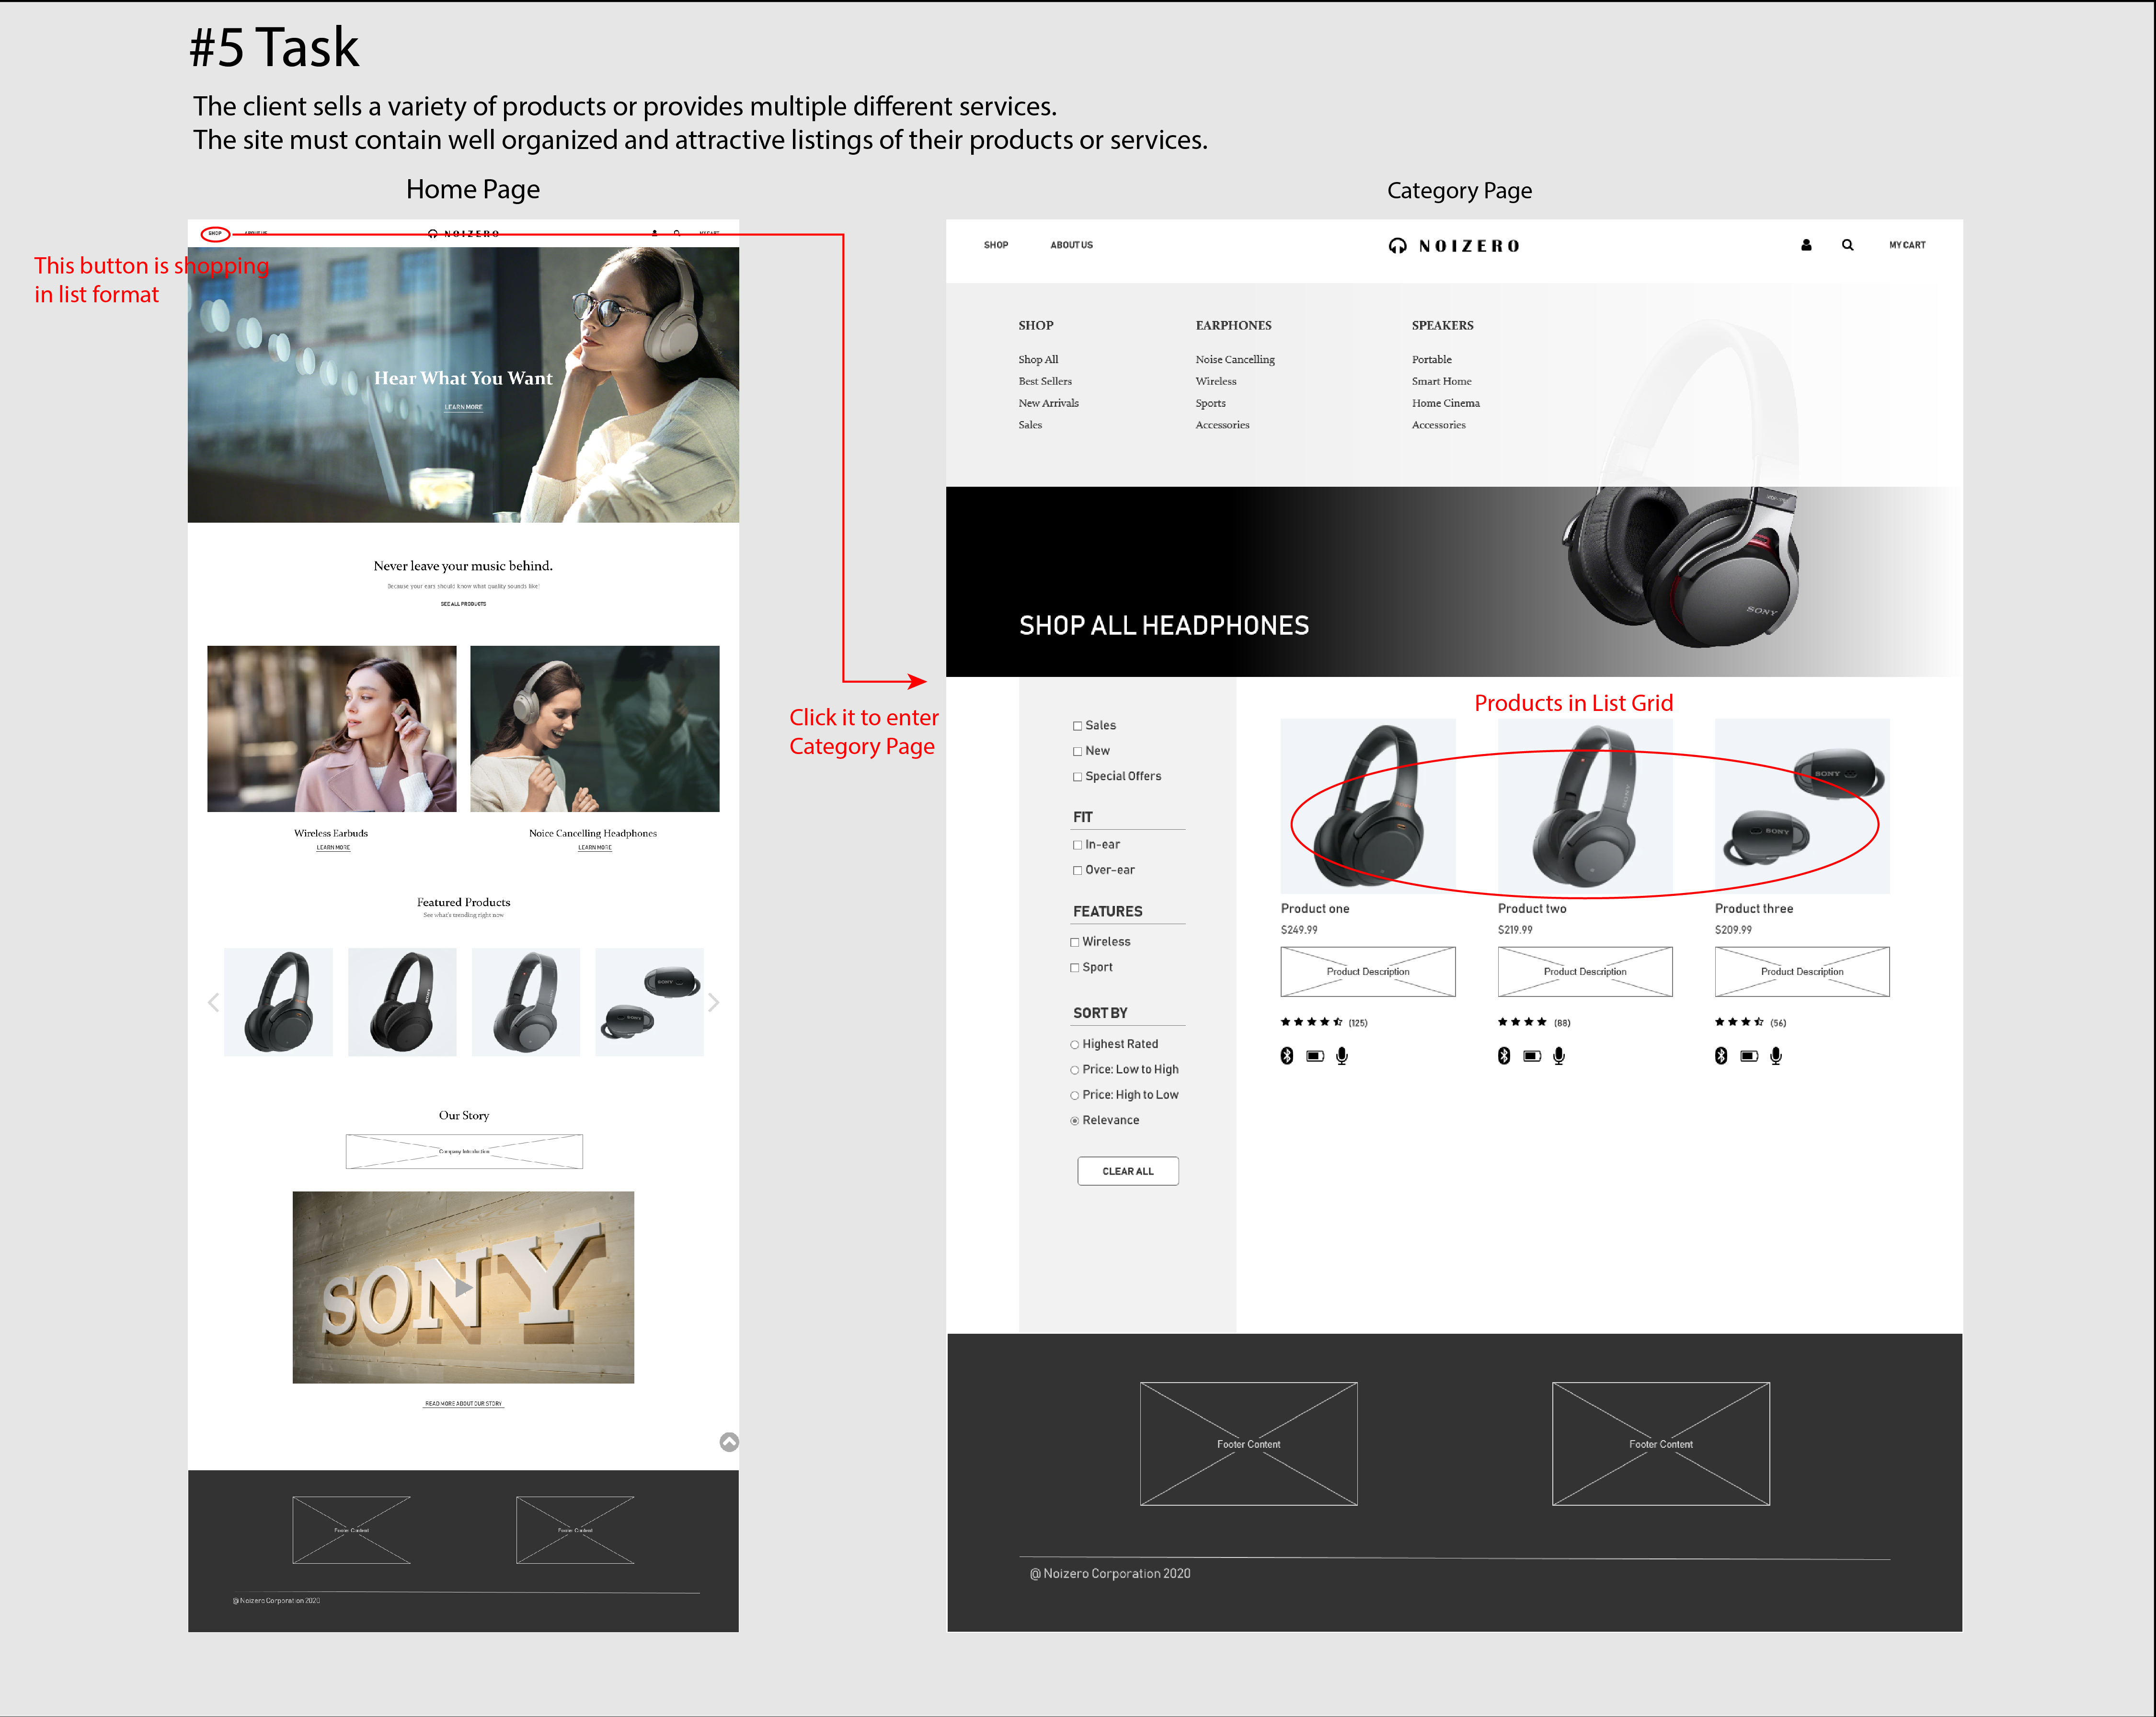 #5 Task
The client sells a variety of products or provides multiple different services.
The site must contain well organized and attractive listings of their products or services.
Home Page
SHOP
ABOUT US
NOIZERO
MY CART
This button is shopping
in list format
Hear What You Want
LEARN MORE
Never leave your music behind.
Because your ears should know what quality sounds like!
SEE ALL PRODUCTS
Wireless Earbuds
LEARN MORE
Noice Cancelling Headphones
LEARN MORE
Featured Products
See what's trending right now
SONY
SONY
SONY
SONY
Our Story
Company Introduction
SONY
READ MORE ABOUT OUR STORY
Footer Content
Footer Content
@ Noizero Corporation 2020
Click it to enter
Category Page
Category Page
SHOP
ABOUT US
NOIZERO
MY CART
SHOP
Shop All
Best Sellers
New Arrivals
Sales
EARPHONES
Noise Cancelling
Wireless
Sports
Accessories
SPEAKERS
Portable
Smart Home
Home Cinema
Accessories
SONY
SHOP ALL HEADPHONES
Sales
New
Special Offers
FIT
In-ear
Over-ear
FEATURES
Wireless
Sport
SORT BY
Highest Rated
Price: Low to High
Price: High to Low
Relevance
CLEAR ALL
Products in List Grid
SONY
SONY
SONY
Product one
$249.99
Product Description
(125)
Product two
$219.99
Product Description
(88)
Product three
$209.99
Product Description
(56)
Footer Content
Footer Content
@ Noizero Corporation 2020